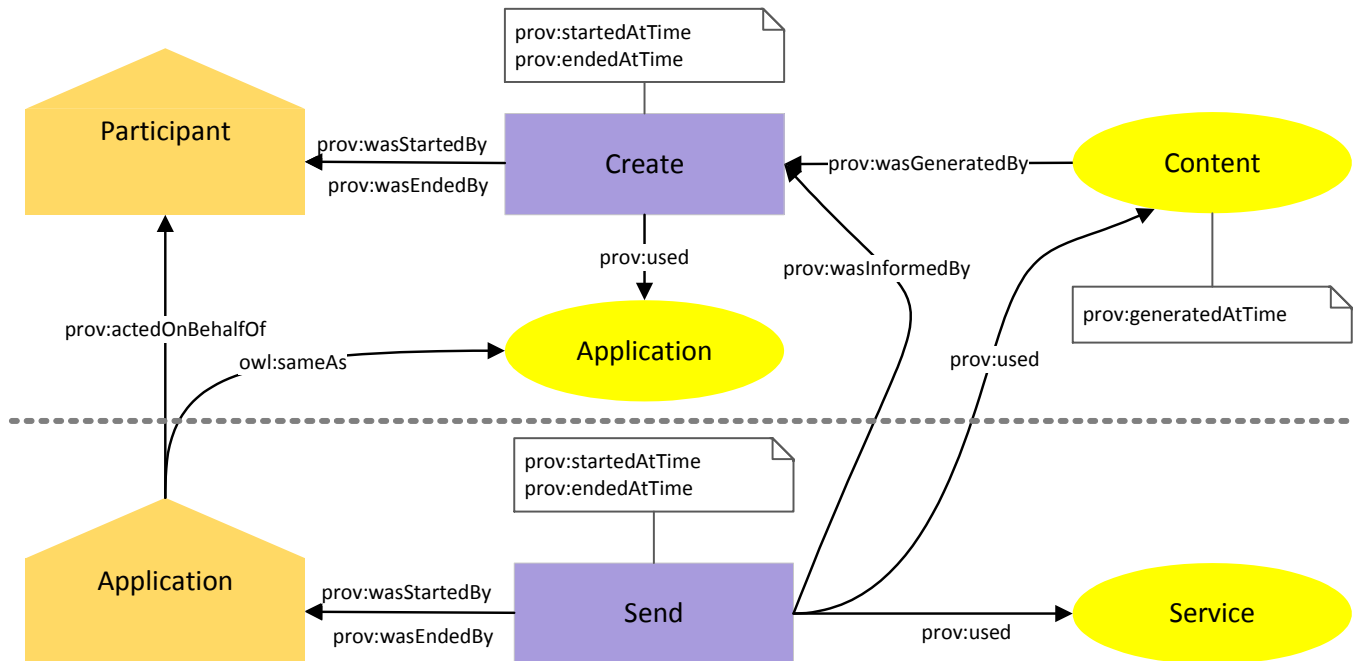 prov:startedAtTime
prov:endedAtTime
Participant
prov:wasStartedBy
prov:wasEndedBy
Create
prov:wasGeneratedBy
Content
prov:used
prov:wasInformedBy
prov:generatedAtTime
prov:actedOnBehalfOf
owl:sameAs
Application
prov:used
prov:startedAtTime
prov:endedAtTime
Application
prov:wasStartedBy
prov:wasEndedBy
Send
prov:used
Service